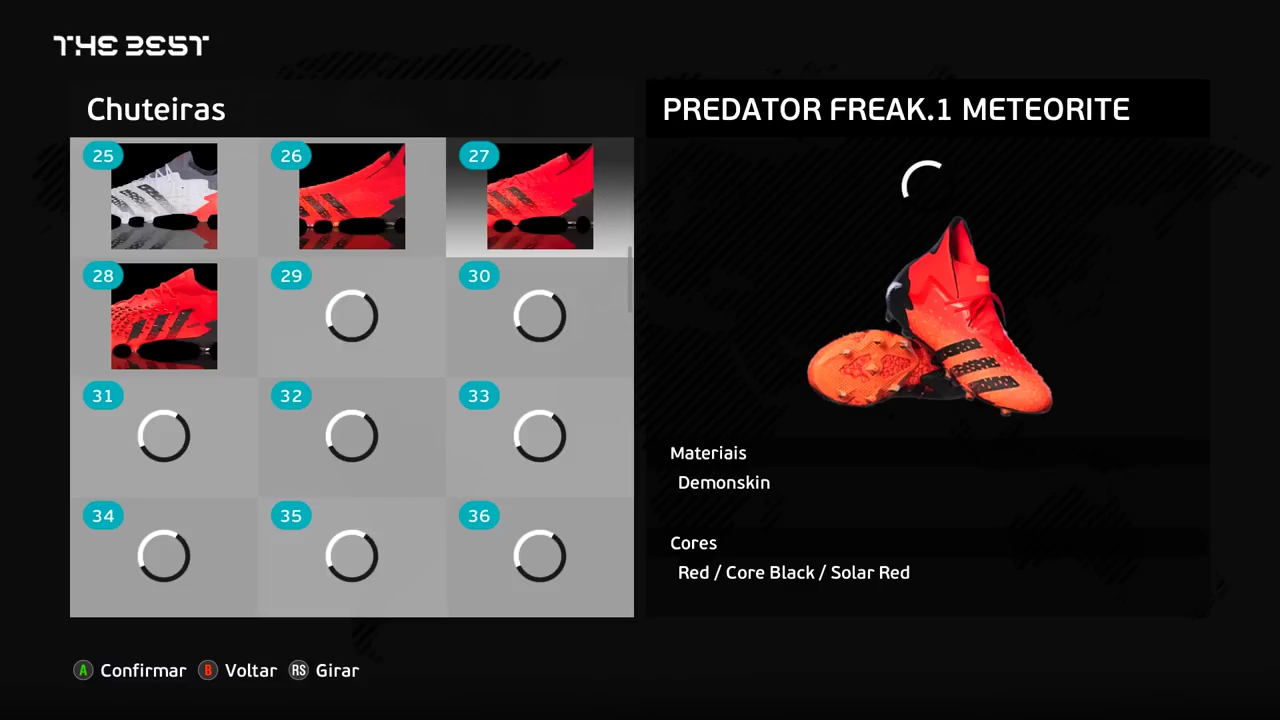 THE BEST
Chuteiras
PREDATOR FREAK.1 METEORITE
25
26
27
28
29
30
31
32
33
34
35
36
Materiais
Demonskin
Cores
Red / Core Black / Solar Red
A Confirmar B Voltar RS Girar